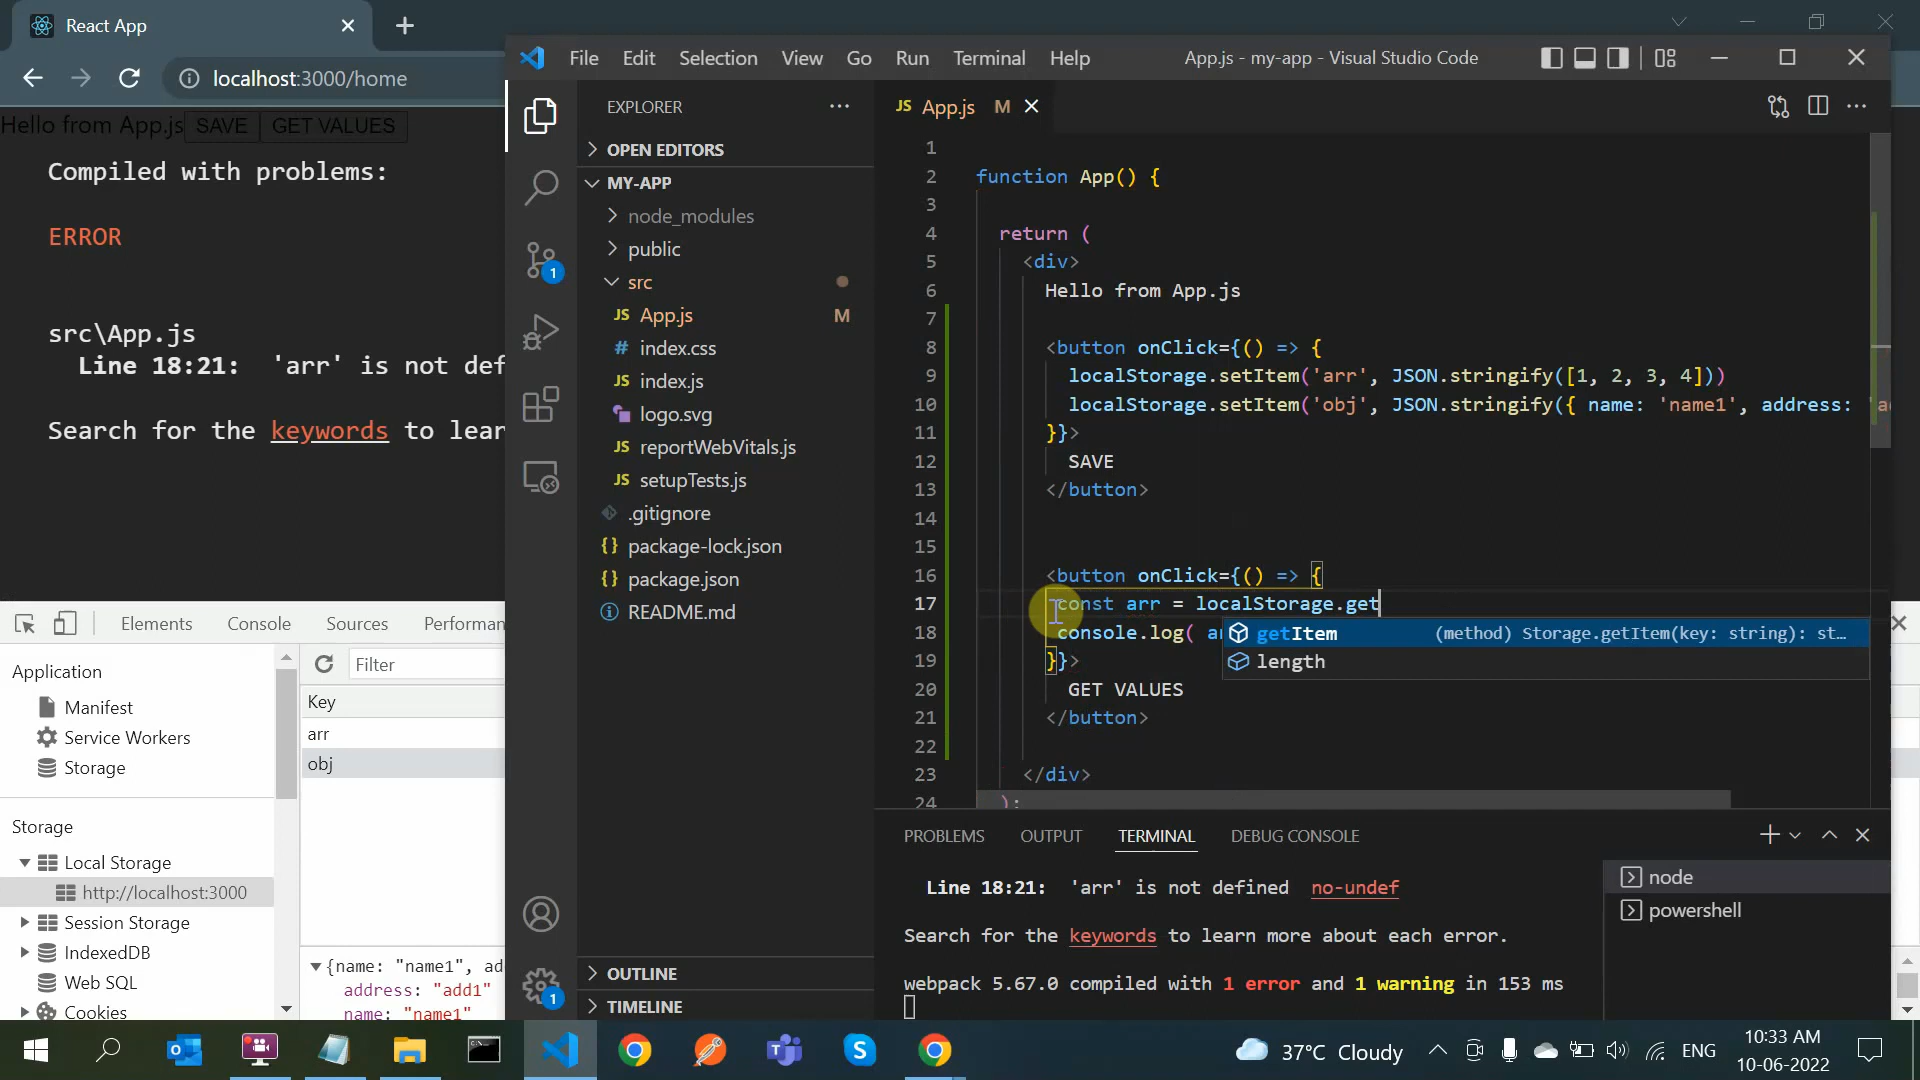 React App
localhost:3000/home
Hello from App.js SAVE GET VALUES
Compiled with problems:
ERROR
src\App.js
Line 18:21: 'arr' is not def
Search for the keywords to lear
Elements Console Sources Performan
Application
Manifest
Service Workers
Storage
Storage
Local Storage
http://localhost:3000
Session Storage
IndexedDB
Web SQL
Cookies
Filter
Key
arr
obj
{name: "name1", ad
address: "add1"
name: "name1"
File Edit Selection View Go Run Terminal Help App.js - my-app - Visual Studio Code
EXPLORER
OPEN EDITORS
MY-APP
node_modules
public
src
JS App.js M
# index.css
JS index.js
logo.svg
JS reportWebVitals.js
JS setupTests.js
.gitignore
{} package-lock.json
{} package.json
README.md
OUTLINE
TIMELINE
1
1
JS App.js M
1
2 function App() {
3
4 return (
5 <div>
6 Hello from App.js
7
8 <button onClick={() => {
9 localStorage.setItem('arr', JSON.stringify([1, 2, 3, 4]))
10 localStorage.setItem('obj', JSON.stringify({ name: 'name1', address: 'a
11 }}>
12 SAVE
13 </button>
14
15
16 <button onClick={() => {
17 const arr = localStorage.get
18 console.log( a
19 }}>
20 GET VALUES
21 </button>
22
23 </div>
24 );
getItem (method) Storage.getItem(key: string): st...
length
PROBLEMS OUTPUT TERMINAL DEBUG CONSOLE
Line 18:21: 'arr' is not defined no-undef
Search for the keywords to learn more about each error.
webpack 5.67.0 compiled with 1 error and 1 warning in 153 ms
node
powershell
37°C Cloudy
ENG
10:33 AM
10-06-2022